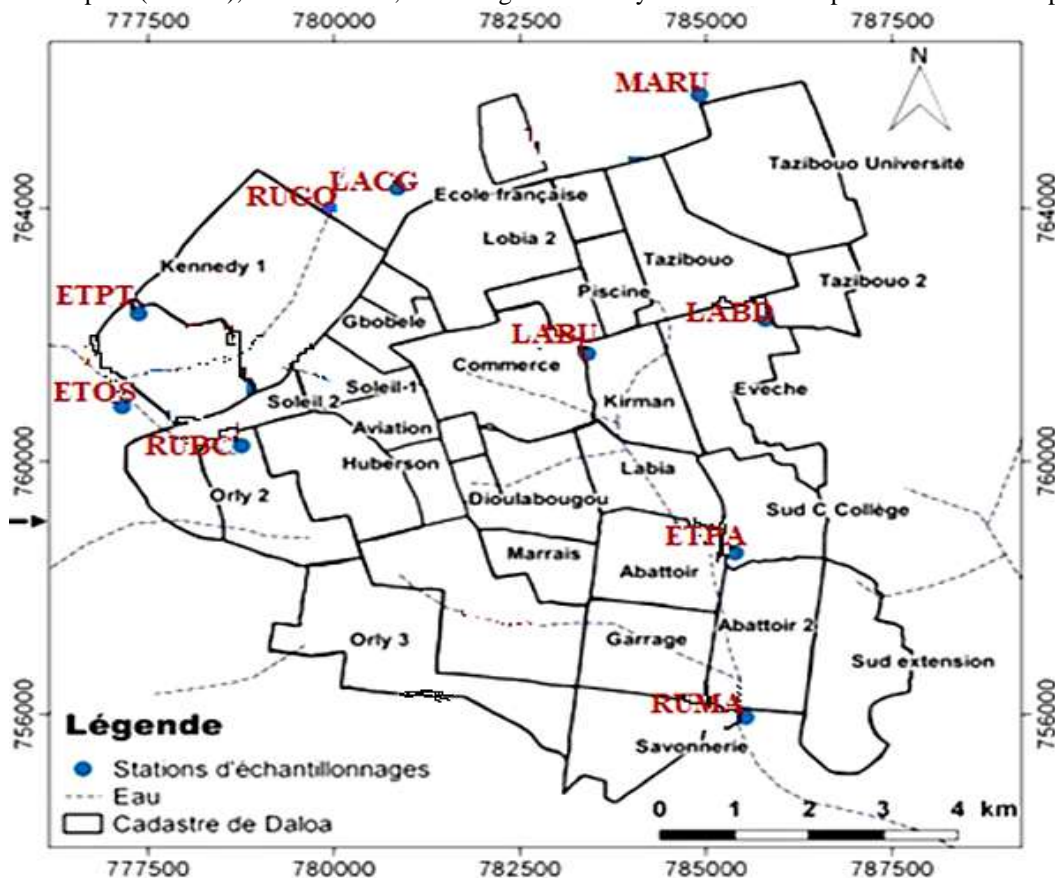 777500 780000 782500 785000 787500
N
MARU
Tazibouo Université
LACG
RUGO
Ecole française
764000
764000
Lobia 2
Kennedy 1
Tazibouo
Tazibouo 2
Piscine
ETPT
Gbobele
LABU
LABD
Commerce
Soleil-1
Eveche
ETOS
Soleil 2
Kirman
Aviation
RUBC
760000
760000
Huberson
Labia
Orly 2
Dioulabougou
Sud C Collège
ETPA
Marrais
Abattoir
Abattoir 2
Orly 3
Garrage
Sud extension
RUMA
756000
756000
Savonnerie
Légende
Stations d'échantillonnages
Eau
Cadastre de Daloa
0 1 2 3 4 km
777500 780000 782500 785000 787500